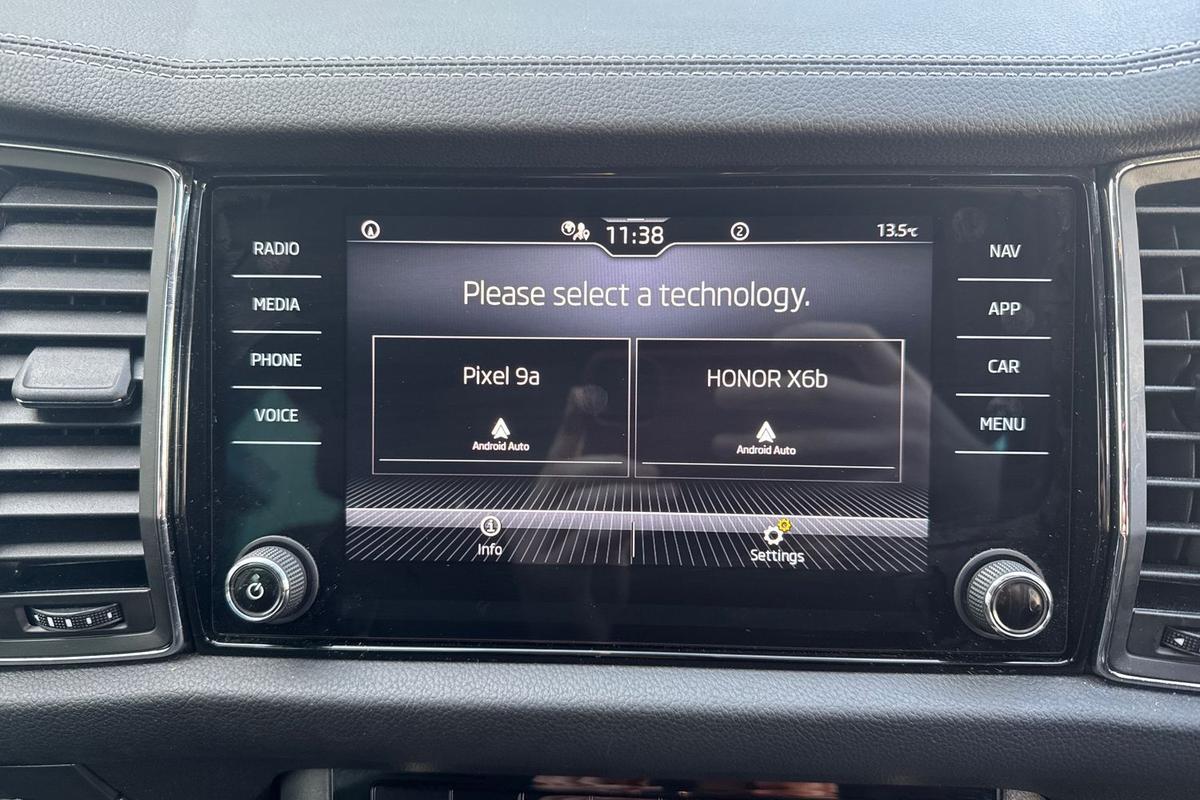 11:38
2
13.5°C
RADIO
MEDIA
PHONE
VOICE
Please select a technology.
Pixel 9a
Android Auto
HONOR X6b
Android Auto
Info
Settings
NAV
APP
CAR
MENU